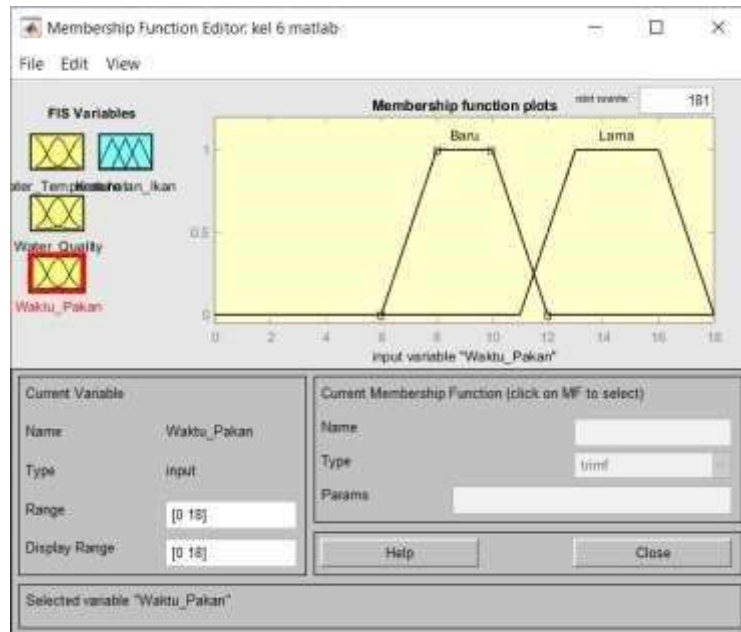 Membership Function Editor: kel 6 matlab
File Edit View
FIS Variables
Membership function plots
181
Baru
Lama
1
0.5
0
0 2 4 6 8 10 12 14 16 18
input variable "Waktu_Pakan"
Water_Quality
Waktu_Pakan
Current Variable
Name Waktu_Pakan
Type input
Range [0 18]
Display Range [0 18]
Current Membership Function (click on MF to select)
Name
Type trimf
Params
Help Close
Selected variable "Waktu_Pakan"